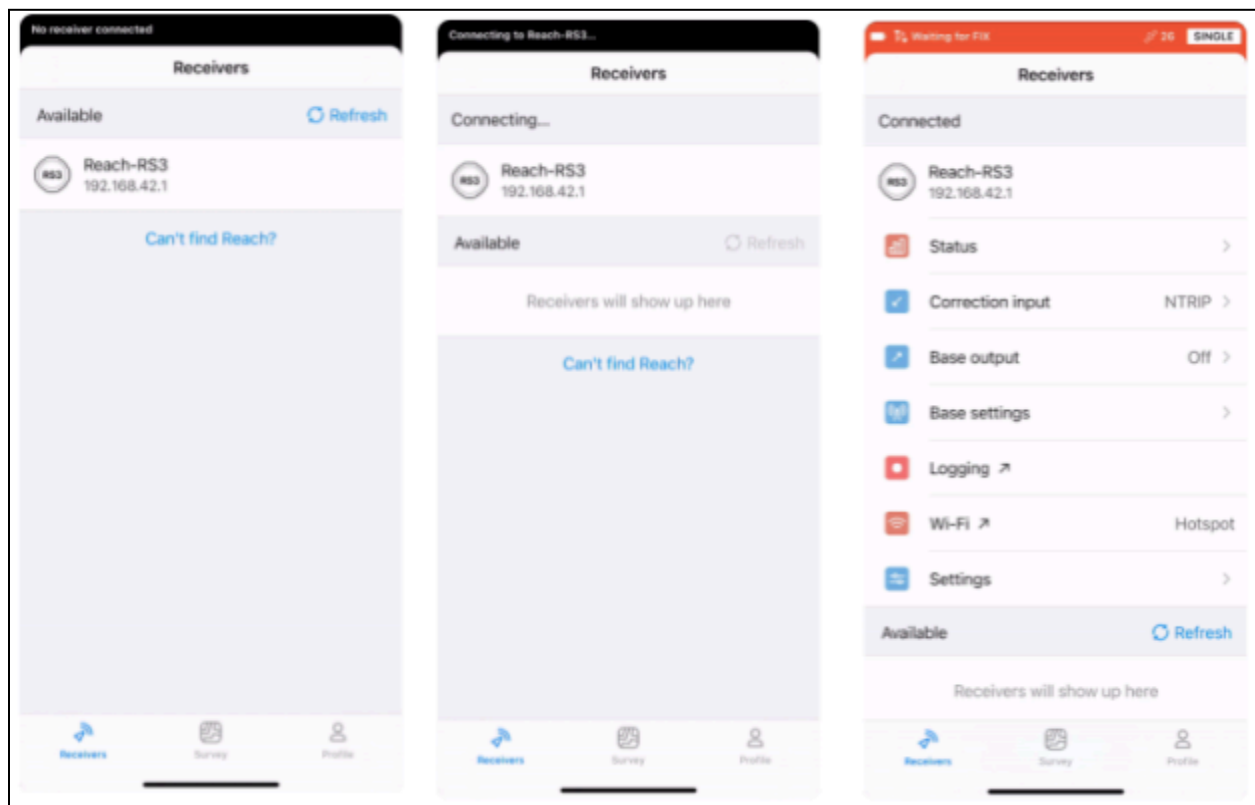 No receiver connected
Receivers
Available
Refresh
RS3
Reach-RS3
192.168.42.1
Can't find Reach?
Receivers
Survey
Profile
Connecting to Reach-RS3...
Receivers
Connecting...
RS3
Reach-RS3
192.168.42.1
Available
Refresh
Receivers will show up here
Can't find Reach?
Receivers
Survey
Profile
Waiting for FIX
26
SINGLE
Receivers
Connected
RS3
Reach-RS3
192.168.42.1
Status
Correction input
NTRIP
Base output
Off
Base settings
Logging
Wi-Fi
Hotspot
Settings
Available
Refresh
Receivers will show up here
Receivers
Survey
Profile